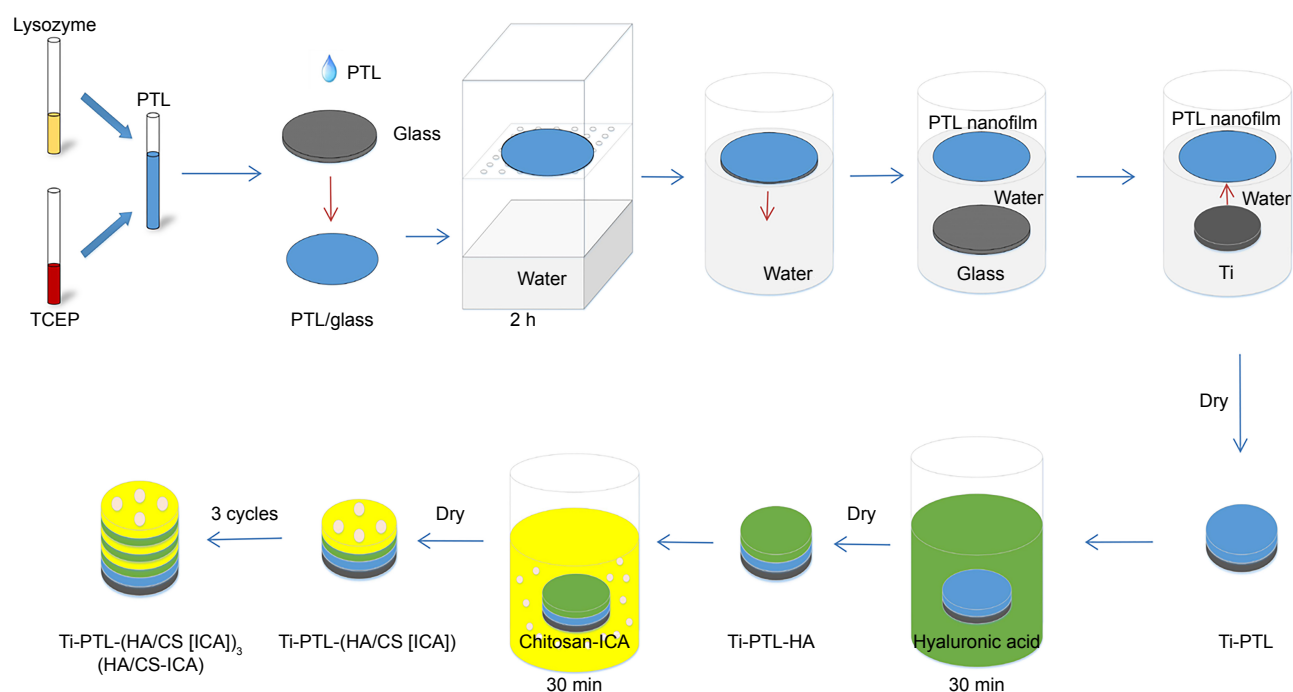 Lysozyme
PTL
TCEP
PTL
Glass
PTL/glass
Water
2 h
Water
PTL nanofilm
Water
Glass
PTL nanofilm
Water
Ti
Dry
Ti-PTL
Hyaluronic acid
30 min
Dry
Ti-PTL-HA
Chitosan-ICA
30 min
Dry
Ti-PTL-(HA/CS [ICA])
3 cycles
Ti-PTL-(HA/CS [ICA])₃
(HA/CS-ICA)